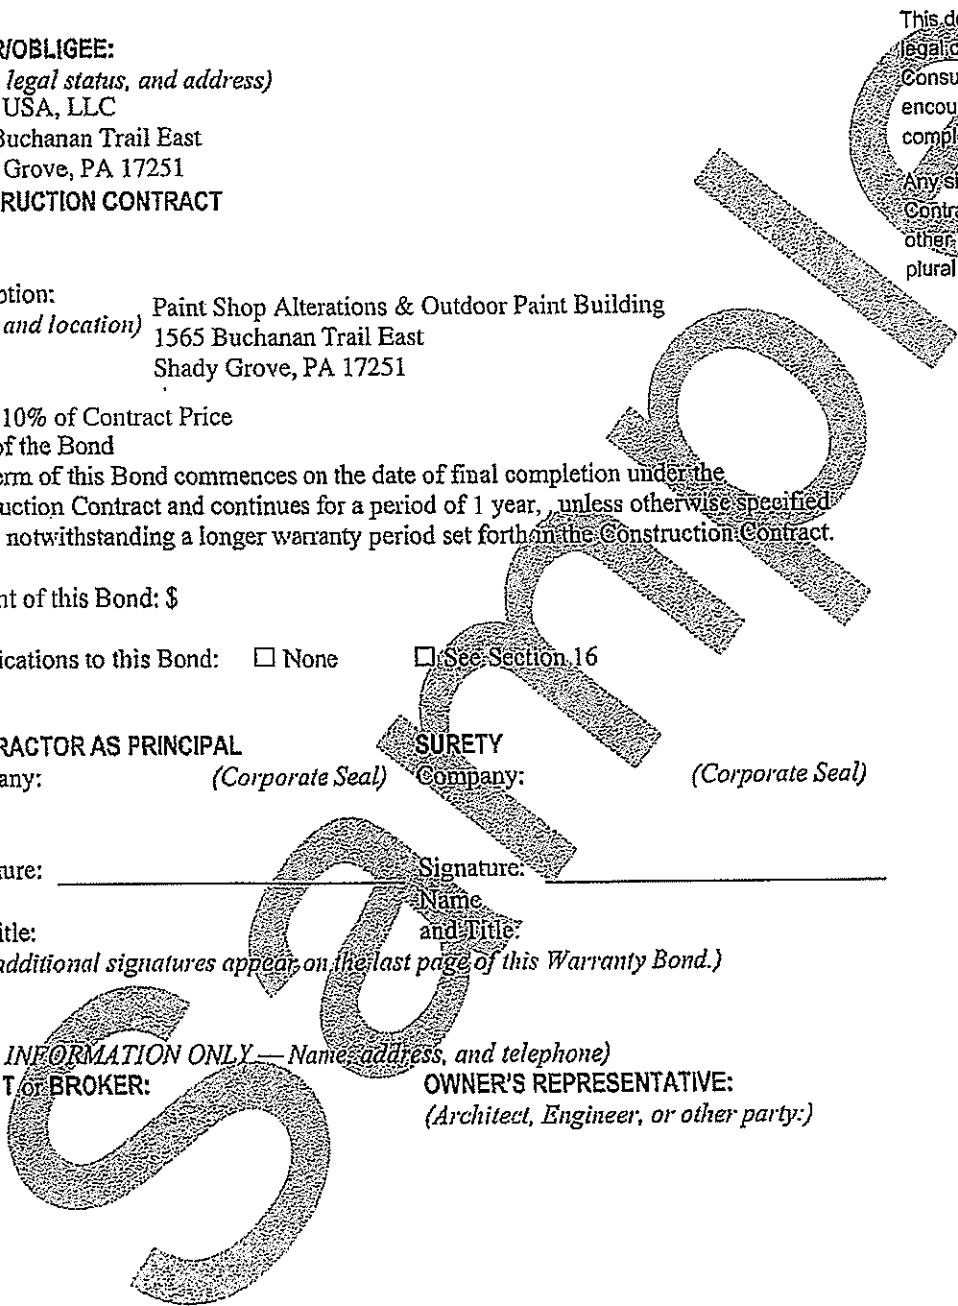 R/OBLIGEE:
legal status, and address)
USA, LLC
Buchanan Trail East
Grove, PA 17251
RUCTION CONTRACT
ption:
and location)
Paint Shop Alterations & Outdoor Paint Building
1565 Buchanan Trail East
Shady Grove, PA 17251
10% of Contract Price
of the Bond
erm of this Bond commences on the date of final completion under the
uction Contract and continues for a period of 1 year, , unless otherwise specified
notwithstanding a longer warranty period set forth in the Construction Contract.
nt of this Bond: $
ications to this Bond: ☐ None ☐ See Section 16
RACTOR AS PRINCIPAL SURETY
any: (Corporate Seal) Company: (Corporate Seal)
ture: Signature:
Name
itle: and Title:
additional signatures appear on the last page of this Warranty Bond.)
INFORMATION ONLY — Name, address, and telephone)
T or BROKER: OWNER'S REPRESENTATIVE:
(Architect, Engineer, or other party:)
This d
legal c
Consu
encou
compl
Any si
Contra
other
plural
Sample